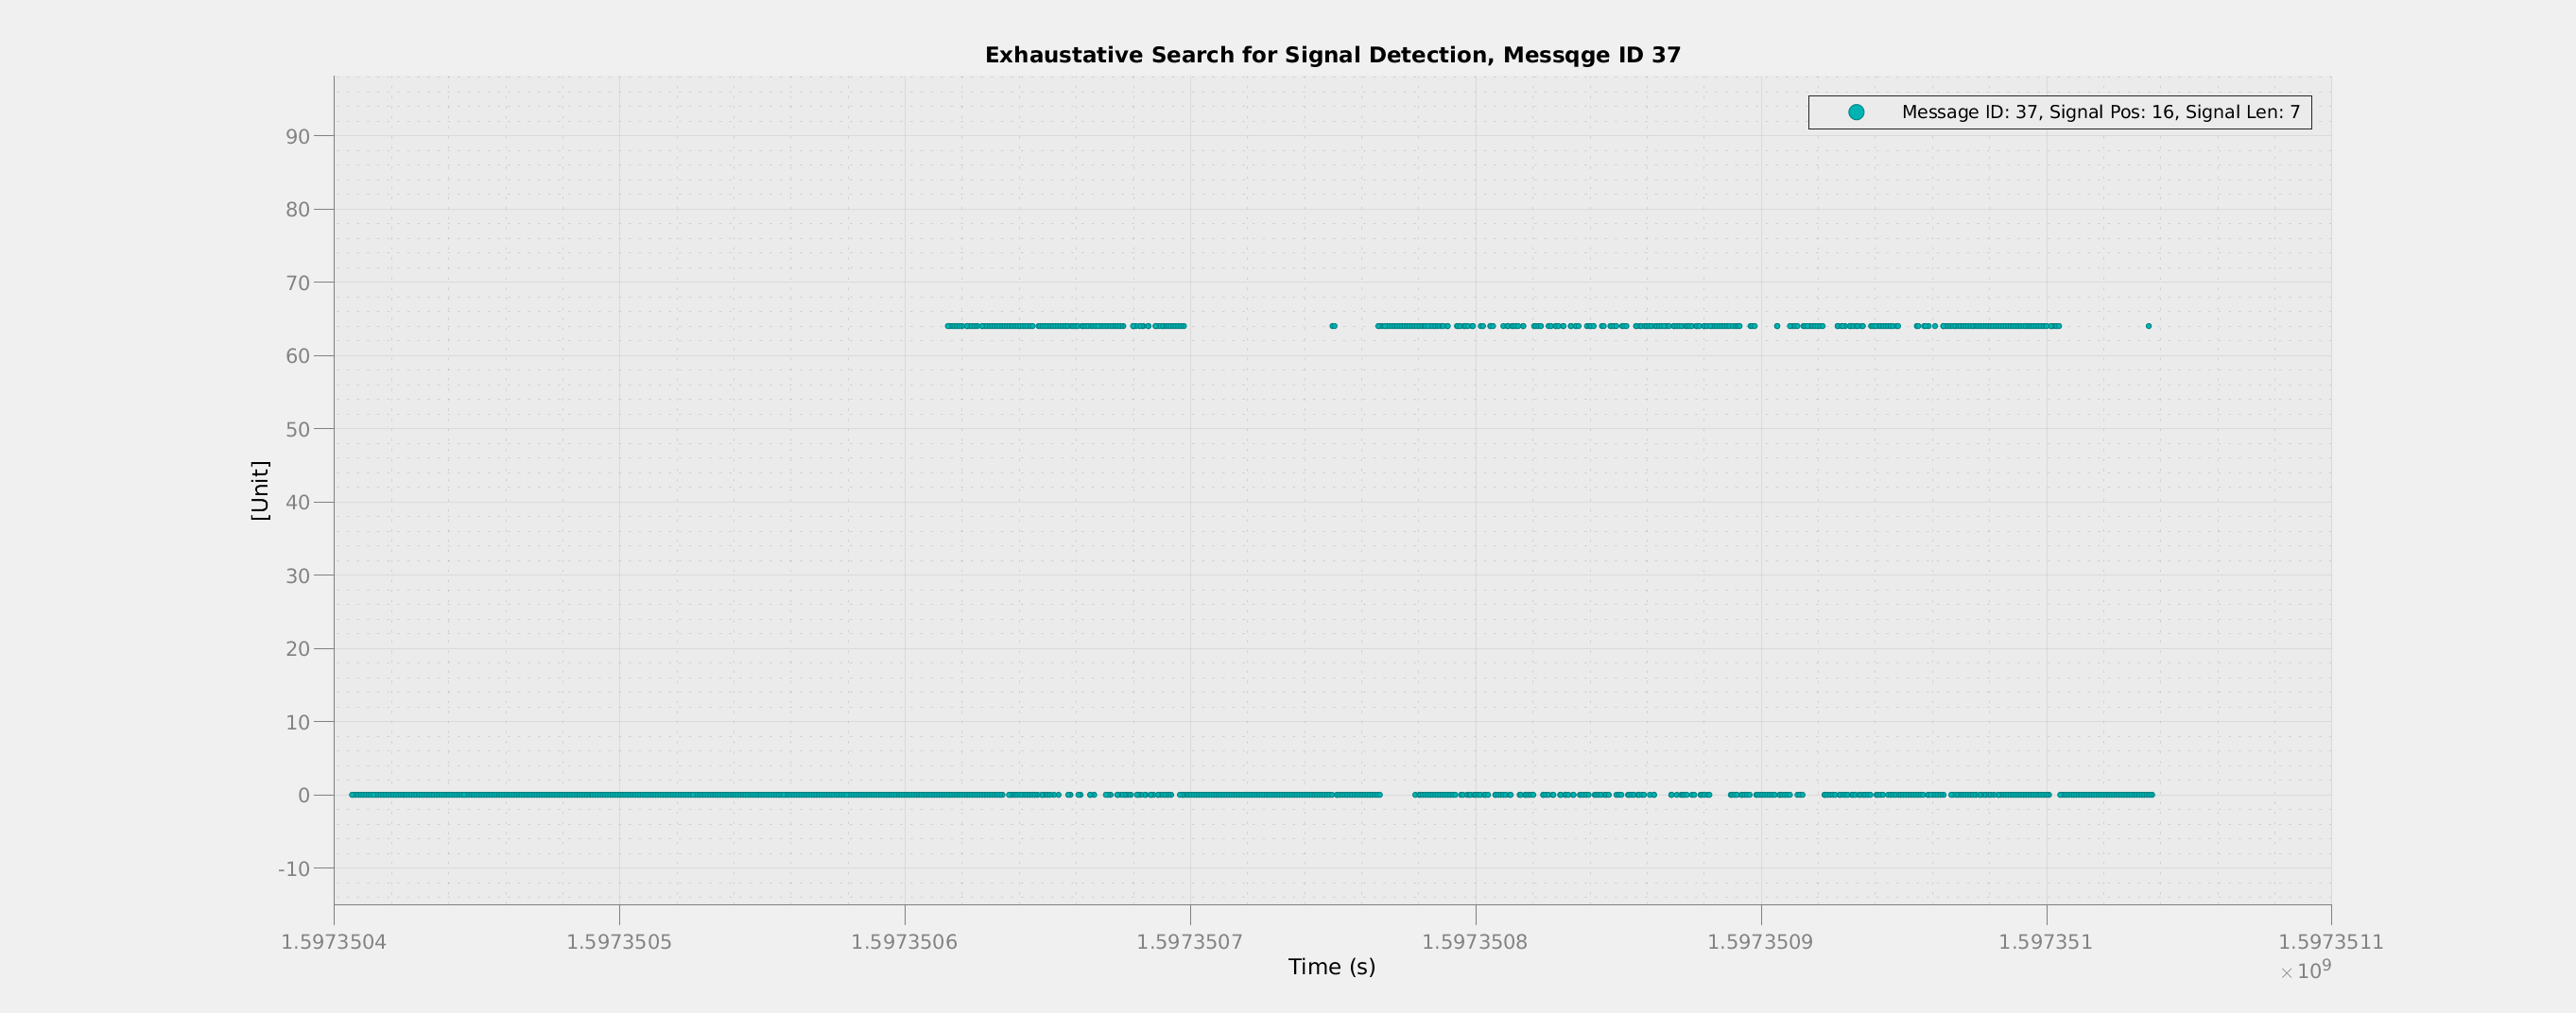 Exhaustative Search for Signal Detection, Messqge ID 37
Message ID: 37, Signal Pos: 16, Signal Len: 7
90
80
70
60
50
40
30
20
10
0
-10
[Unit]
1.5973504 1.5973505 1.5973506 1.5973507 1.5973508 1.5973509 1.597351 1.5973511
Time (s)
× 10⁹